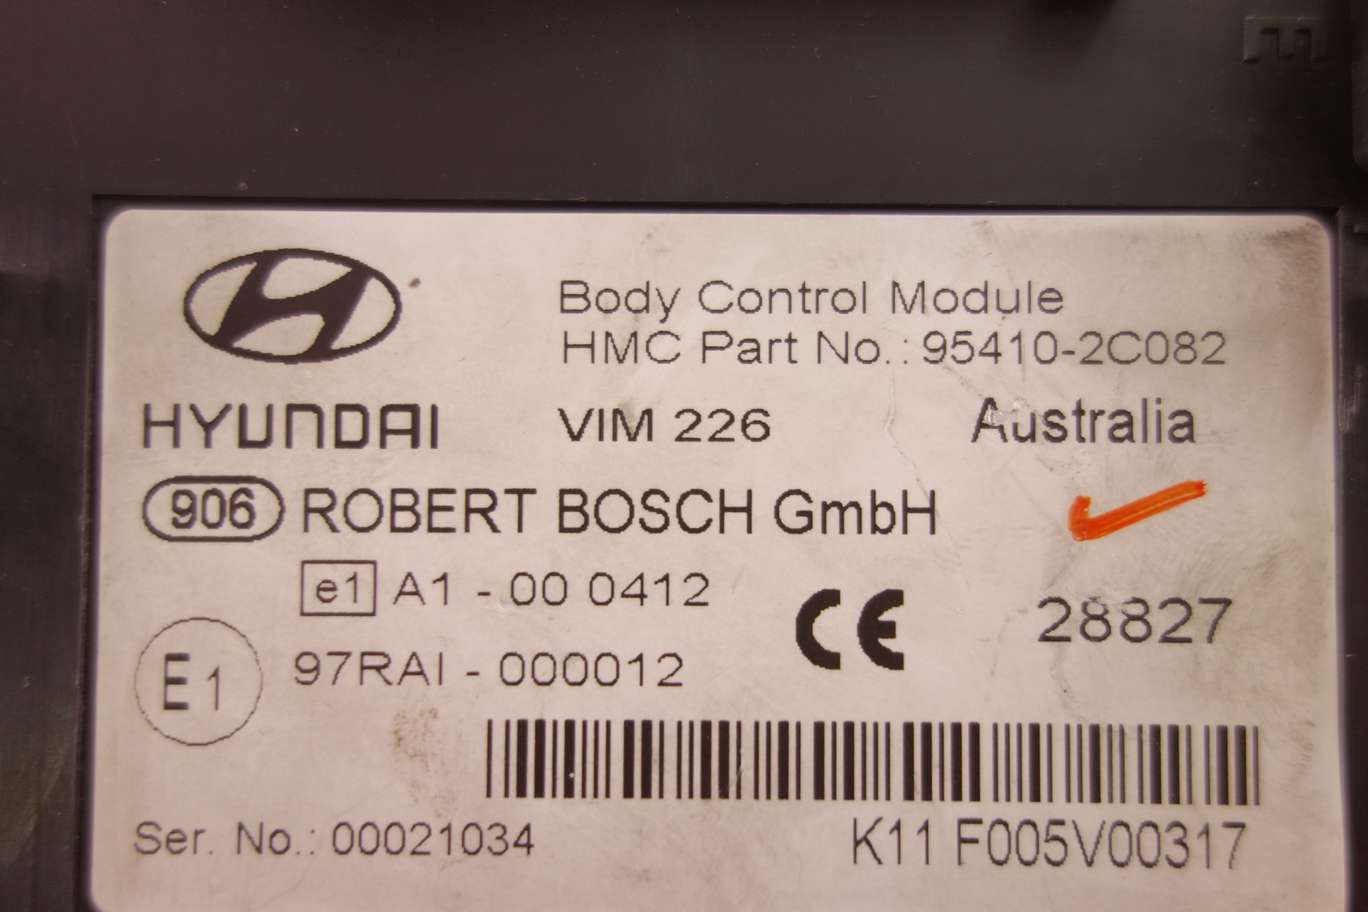 Body Control Module
HMC Part No.: 95410-2C082
HYUNDAI
VIM 226
Australia
906 ROBERT BOSCH GmbH
e1 A1 - 00 0412
CE
28827
E1
97RAI - 000012
Ser. No.: 00021034
K11 F005V00317